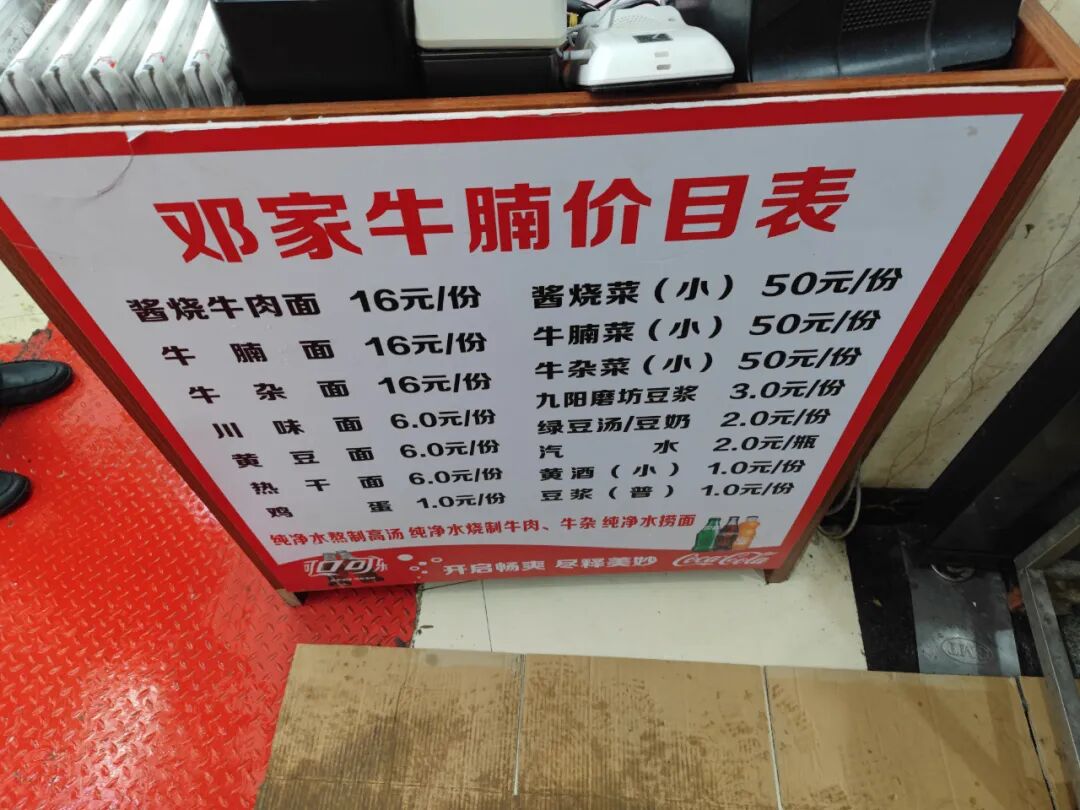 邓家牛腩价目表
酱烧牛肉面 16元/份
牛腩面 16元/份
牛杂面 16元/份
川味面 6.0元/份
黄豆面 6.0元/份
热干面 6.0元/份
鸡蛋 1.0元/份
酱烧菜（小） 50元/份
牛腩菜（小） 50元/份
牛杂菜（小） 50元/份
九阳磨坊豆浆 3.0元/份
绿豆汤/豆奶 2.0元/份
汽水 2.0元/瓶
黄酒（小） 1.0元/份
豆浆（普） 1.0元/份
纯净水熬制高汤 纯净水烧制牛肉、牛杂 纯净水捞面
可口可乐 开启畅爽 尽释美妙 Coca-Cola